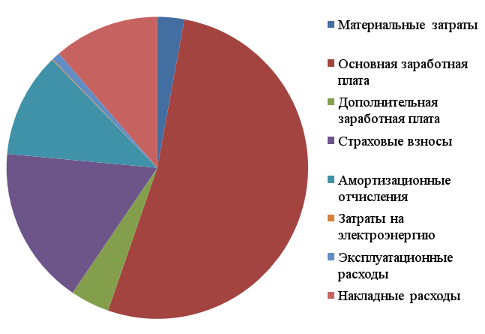 Материальные затраты
Основная заработная
плата
Дополнительная
заработная плата
Страховые взносы
Амортизационные
отчисления
Затраты на
электроэнергию
Эксплуатационные
расходы
Накладные расходы